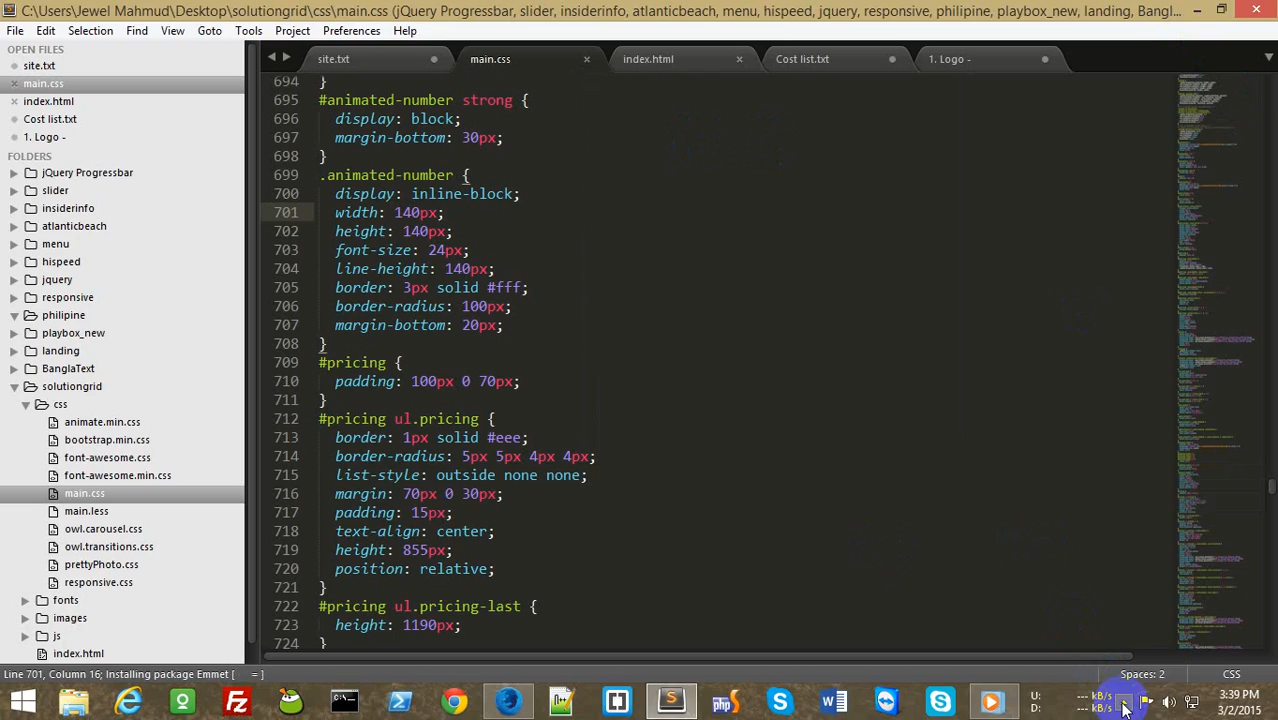 C:\Users\Jewel Mahmud\Desktop\solutiongrid\css\main.css (jQuery Progressbar, slider, insiderinfo, atlanticbeach, menu, hispeed, jquery, responsive, philipine, playbox_new, landing, Bangl...
File Edit Selection Find View Goto Tools Project Preferences Help
OPEN FILES
site.txt
main.css
index.html
Cost list.txt
1. Logo -
FOLDERS
jQuery Progressbar
slider
insiderinfo
atlanticbeach
menu
hispeed
jquery
responsive
philipine
playbox_new
landing
BanglaText
solutiongrid
css
animate.min.css
bootstrap.min.css
font-awesome.css
font-awesome.min.css
main.css
main.less
owl.carousel.css
owl.transitions.css
prettyPhoto.css
responsive.css
fonts
images
js
index.html
site.txt main.css index.html Cost list.txt 1. Logo -
694 }
695 #animated-number strong {
696 display: block;
697 margin-bottom: 30px;
698 }
699 .animated-number {
700 display: inline-block;
701 width: 140px;
702 height: 140px;
703 font-size: 24px;
704 line-height: 140px;
705 border: 3px solid #fff;
706 border-radius: 100px;
707 margin-bottom: 20px;
708 }
709 #pricing {
710 padding: 100px 0 70px;
711 }
712 #pricing ul.pricing {
713 border: 1px solid #eee;
714 border-radius: 5px 5px 4px 4px;
715 list-style: outside none none;
716 margin: 70px 0 30px;
717 padding: 15px;
718 text-align: center;
719 height: 855px;
720 position: relative;
721 }
722 #pricing ul.pricing-last {
723 height: 1190px;
724 }
Line 701, Column 16; Installing package Emmet [ = ] Spaces: 2 CSS
U: --- kB/s
D: --- kB/s
3:39 PM
3/2/2015